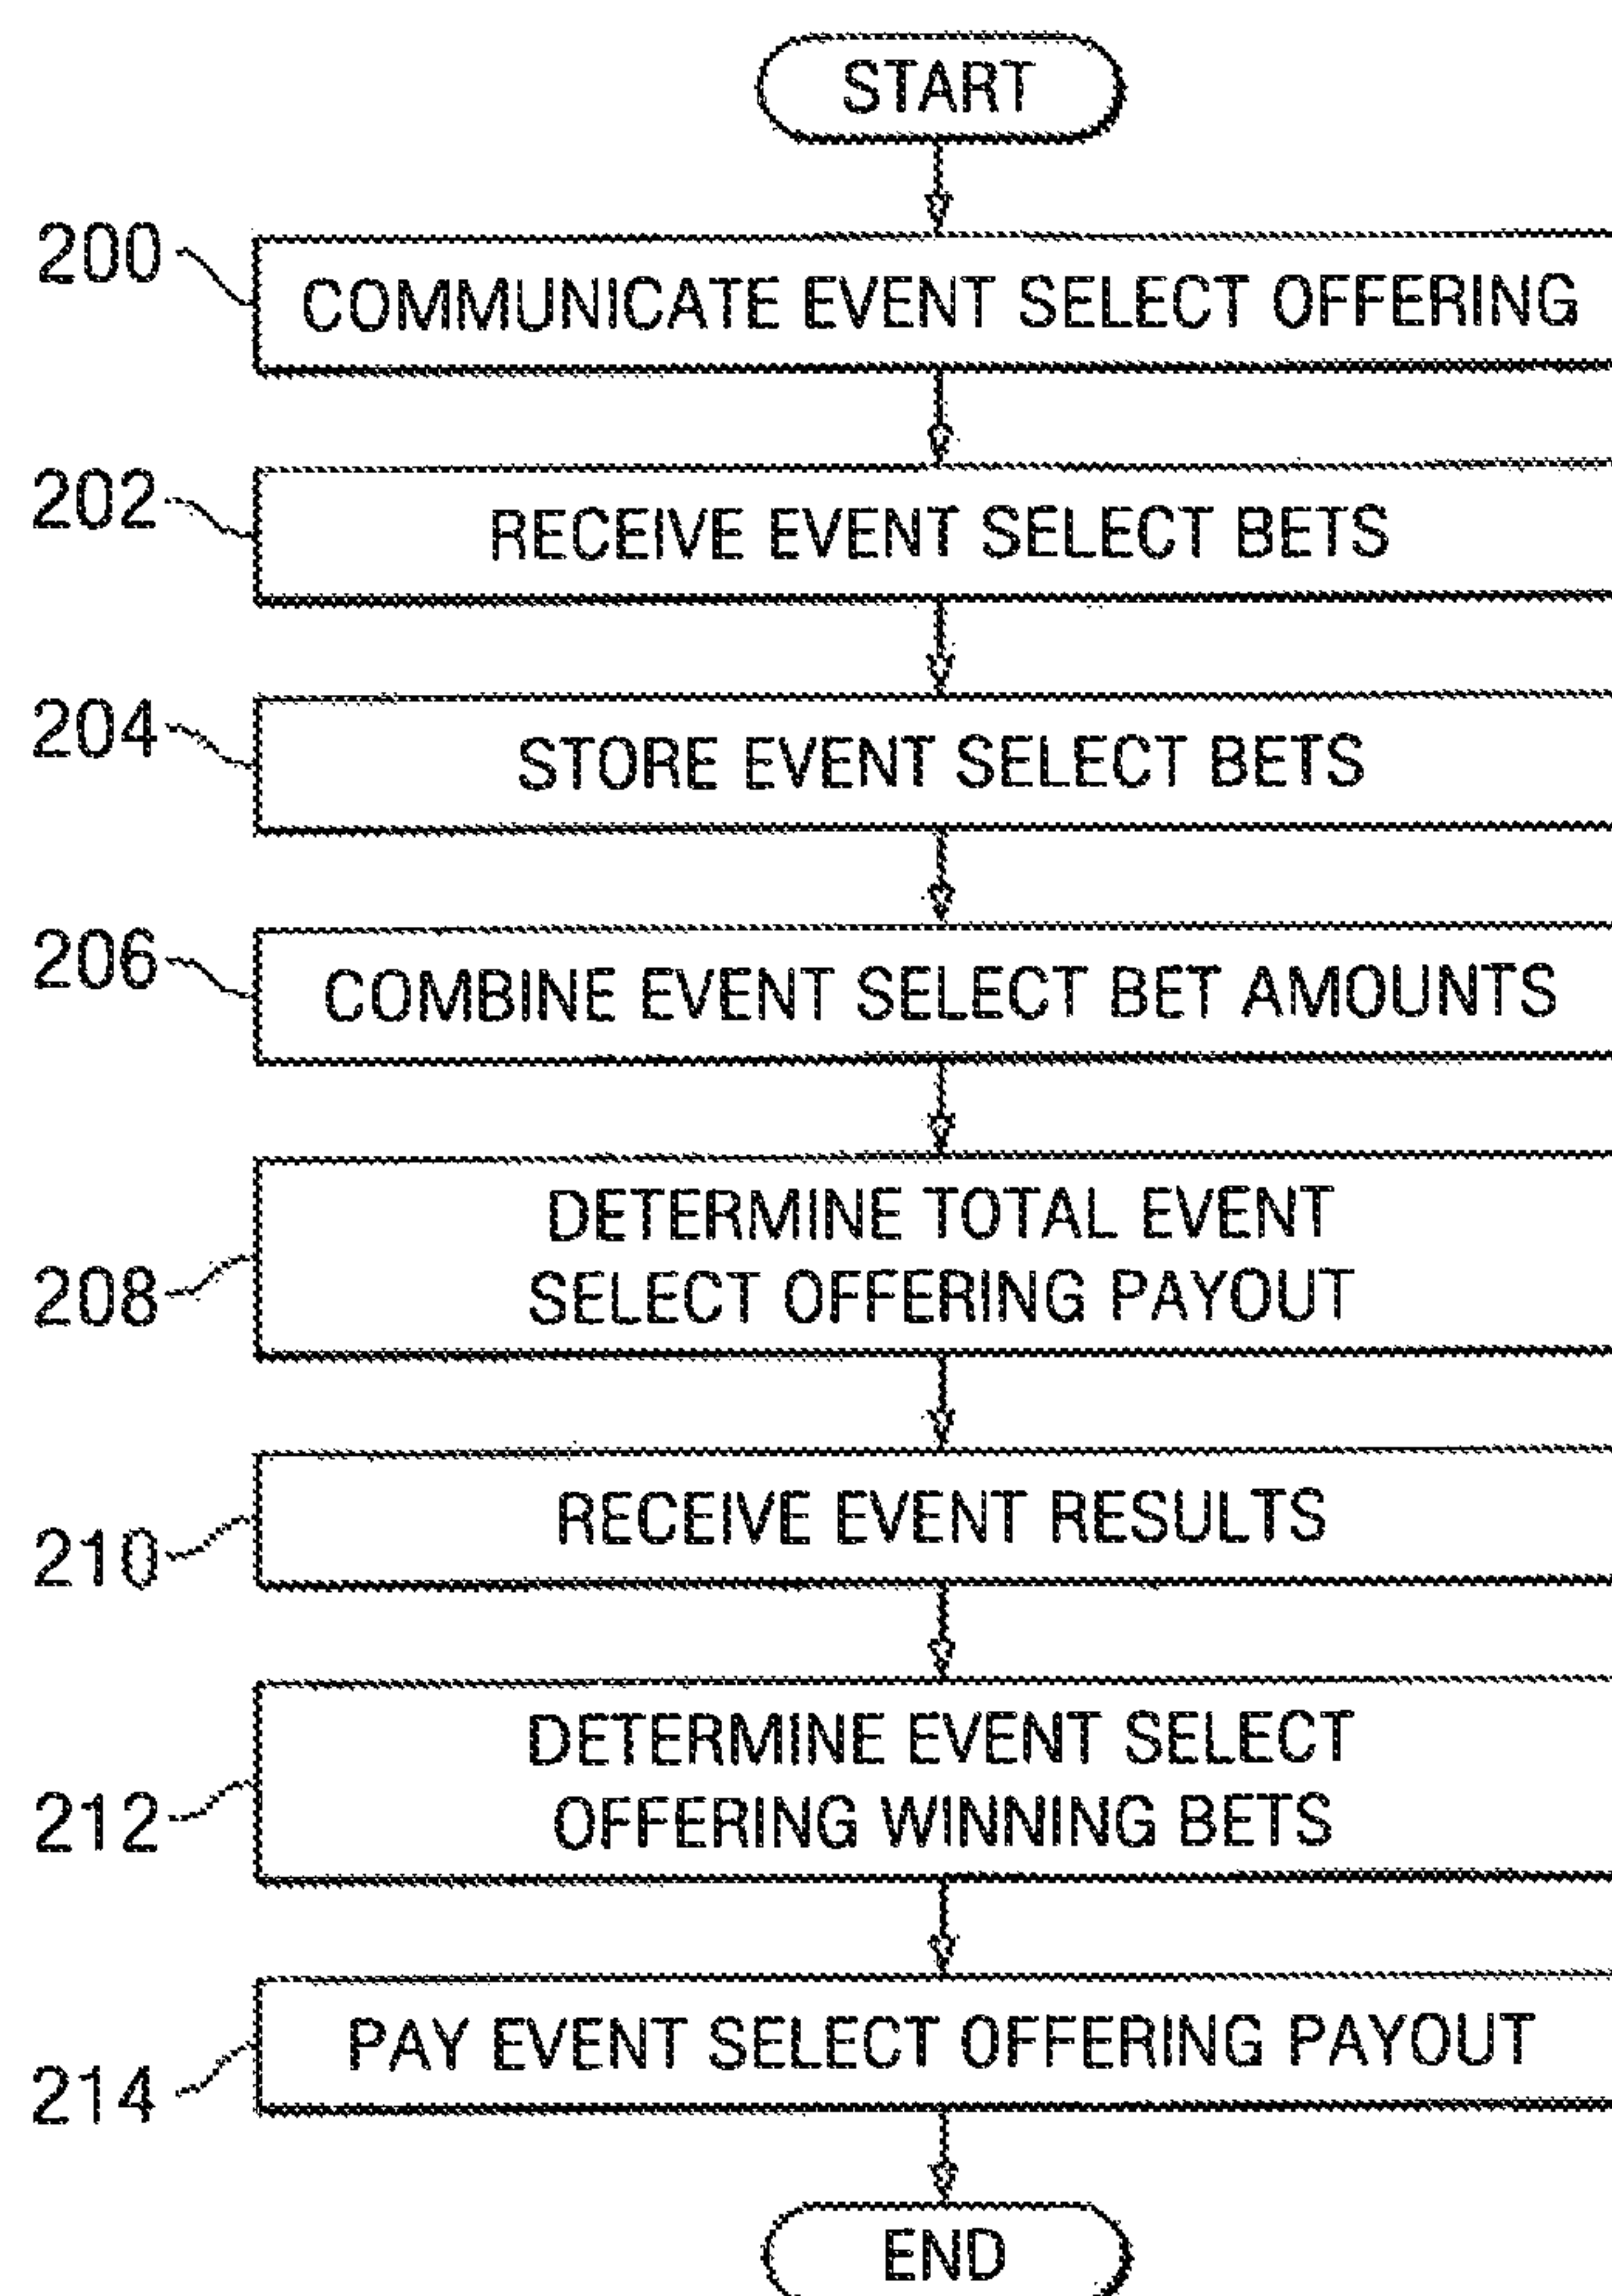 START
200
COMMUNICATE EVENT SELECT OFFERING
202
RECEIVE EVENT SELECT BETS
204
STORE EVENT SELECT BETS
206
COMBINE EVENT SELECT BET AMOUNTS
208
DETERMINE TOTAL EVENT
SELECT OFFERING PAYOUT
210
RECEIVE EVENT RESULTS
212
DETERMINE EVENT SELECT
OFFERING WINNING BETS
214
PAY EVENT SELECT OFFERING PAYOUT
END